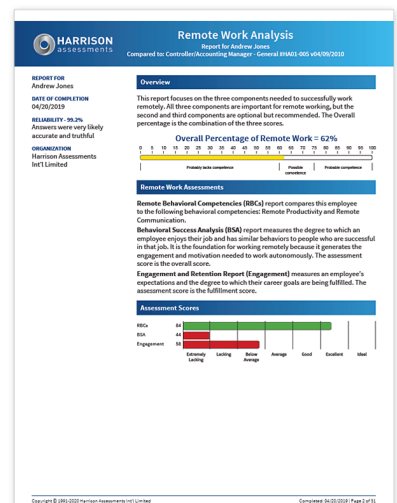 HARRISON
assessments
Remote Work Analysis
Report for Andrew Jones
Compared to: Controller/Accounting Manager - General #HA01-005 v04/09/2010
REPORT FOR
Andrew Jones
DATE OF COMPLETION
04/20/2019
RELIABILITY - 99.2%
Answers were very likely
accurate and truthful
ORGANIZATION
Harrison Assessments
Int'l Limited
Overview
This report focuses on the three components needed to successfully work
remotely. All three components are important for remote working, but the
second and third components are optional but recommended. The Overall
percentage is the combination of the three scores.
Overall Percentage of Remote Work = 62%
0 5 10 15 20 25 30 35 40 45 50 55 60 65 70 75 80 85 90 95 100
Probably lacks competence
Possible
competence
Probable competence
Remote Work Assessments
Remote Behavioral Competencies (RBCs) report compares this employee
to the following behavioral competencies: Remote Productivity and Remote
Communication.
Behavioral Success Analysis (BSA) report measures the degree to which an
employee enjoys their job and has similar behaviors to people who are successful
in that job. It is the foundation for working remotely because it generates the
engagement and motivation needed to work autonomously. The assessment
score is the overall score.
Engagement and Retention Report (Engagement) measures an employee's
expectations and the degree to which their career goals are being fulfilled. The
assessment score is the fulfillment score.
Assessment Scores
RBCs 84
BSA 44
Engagement 58
Extremely
Lacking
Lacking
Below
Average
Average
Good
Excellent
Ideal
Copyright © 1991-2020 Harrison Assessments Int'l Limited
Completed: 04/20/2019 | Page 2 of 31